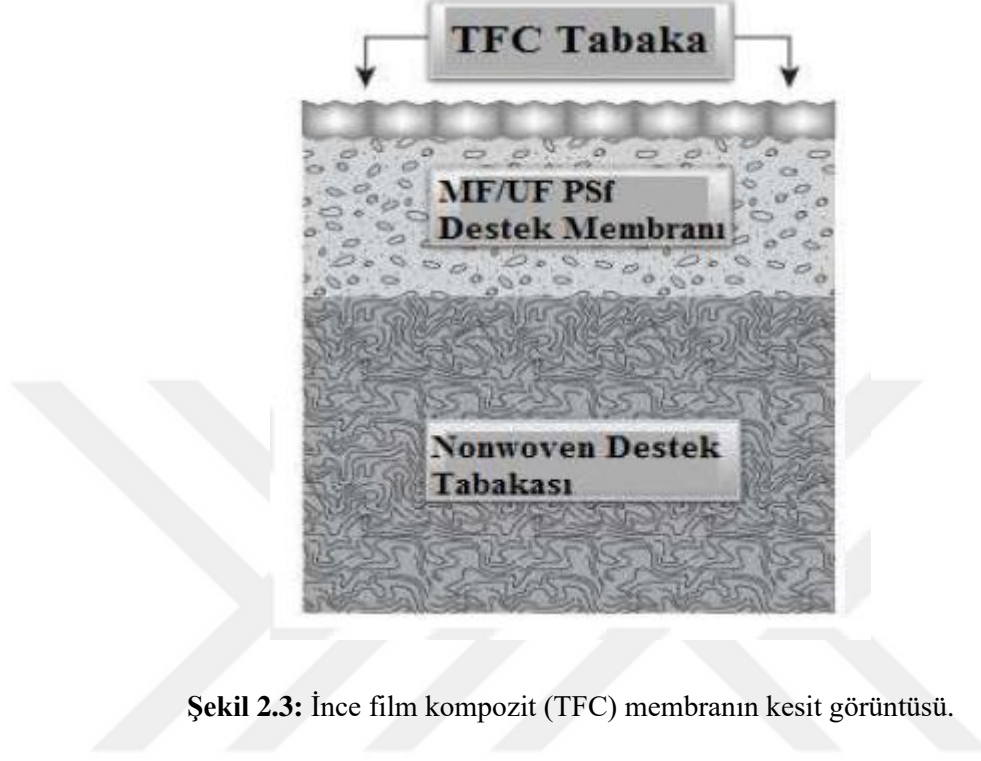 TFC Tabaka
MF/UF PSf
Destek Membranı
Nonwoven Destek
Tabakası
Şekil 2.3: İnce film kompozit (TFC) membranın kesit görüntüsü.